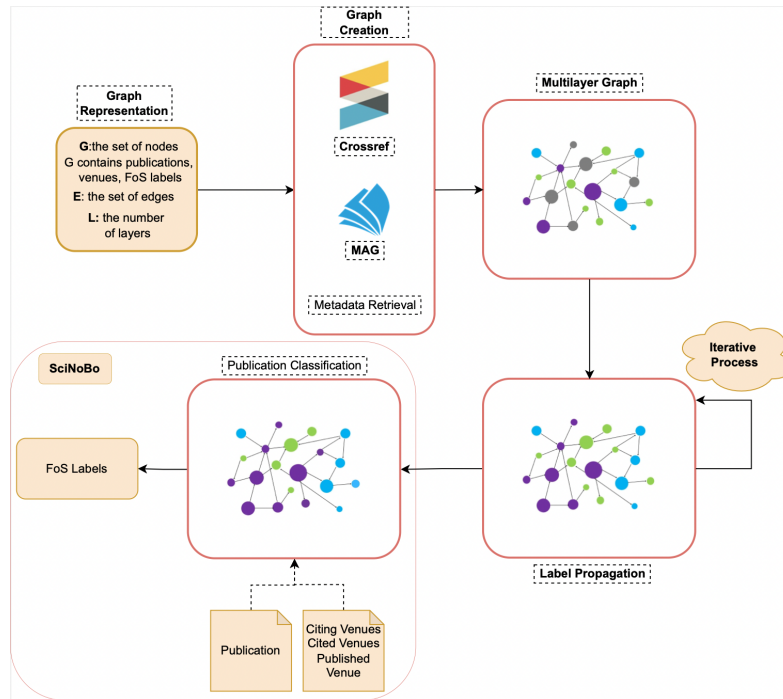 Graph
Creation
Graph
Representation
G:the set of nodes
G contains publications,
venues, FoS labels
E: the set of edges
L: the number
of layers
Crossref
MAG
Metadata Retrieval
Multilayer Graph
Iterative
Process
Label Propagation
SciNoBo
Publication Classification
FoS Labels
Publication
Citing Venues
Cited Venues
Published
Venue